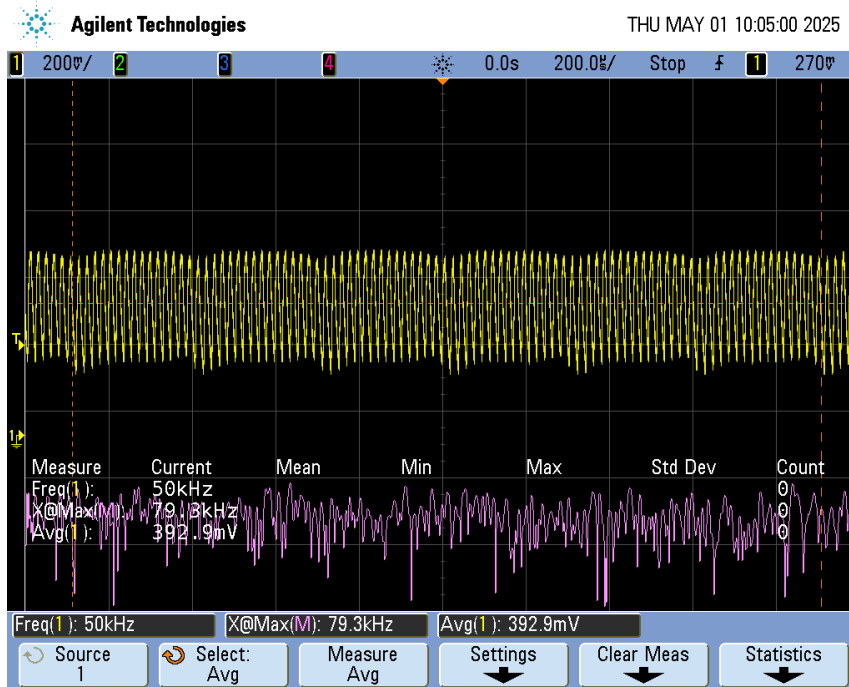 Agilent Technologies THU MAY 01 10:05:00 2025
1 200mV/ 2 3 4 0.0s 200.0us/ Stop 1 270mV
T
1
Measure Current Mean Min Max Std Dev Count
Freq(1): 50kHz 0
X@Max(M): 79.3kHz 0
Avg(1): 392.9mV 0
Freq(1): 50kHz X@Max(M): 79.3kHz Avg(1): 392.9mV
Source Select: Measure Settings Clear Meas Statistics
1 Avg Avg